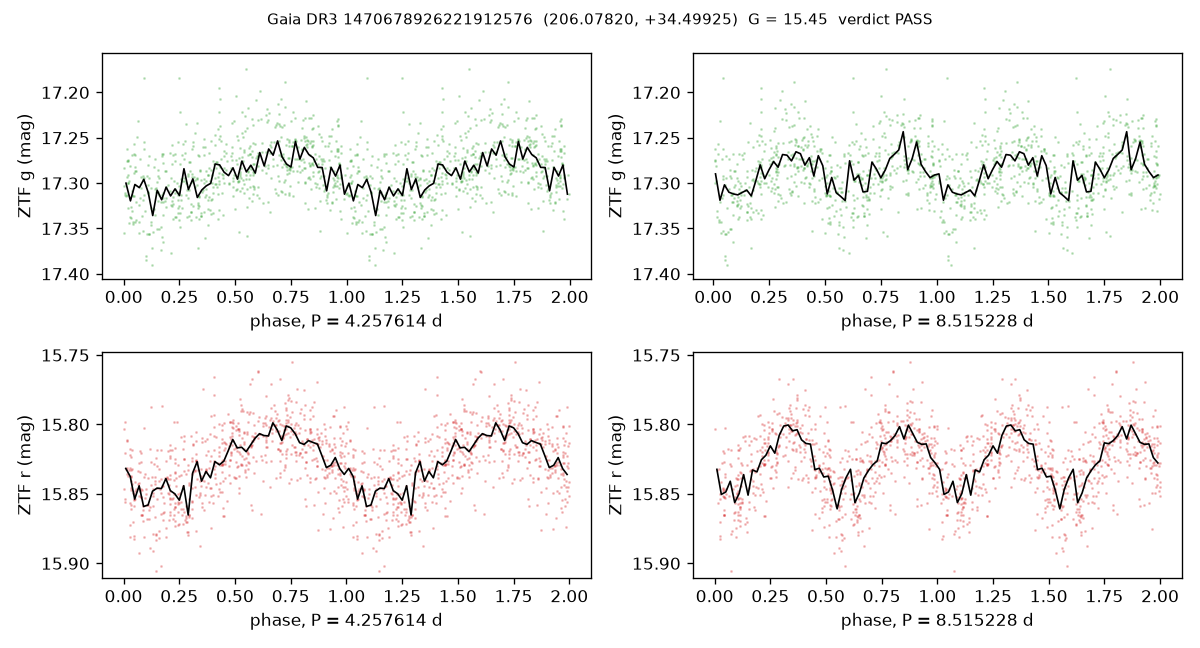 Gaia DR3 1470678926221912576 (206.07820, +34.49925) G = 15.45 verdict PASS
ZTF g (mag)
17.20
17.25
17.30
17.35
17.40
0.00 0.25 0.50 0.75 1.00 1.25 1.50 1.75 2.00
phase, P = 4.257614 d
ZTF g (mag)
17.20
17.25
17.30
17.35
17.40
0.00 0.25 0.50 0.75 1.00 1.25 1.50 1.75 2.00
phase, P = 8.515228 d
ZTF r (mag)
15.75
15.80
15.85
15.90
0.00 0.25 0.50 0.75 1.00 1.25 1.50 1.75 2.00
phase, P = 4.257614 d
ZTF r (mag)
15.75
15.80
15.85
15.90
0.00 0.25 0.50 0.75 1.00 1.25 1.50 1.75 2.00
phase, P = 8.515228 d